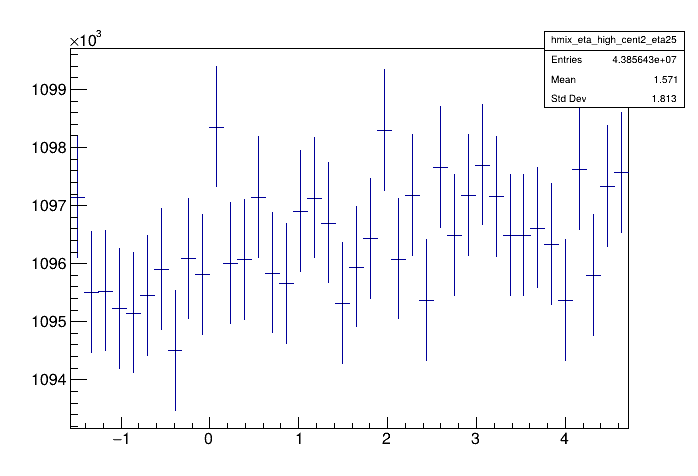 ×10³
hmix_eta_high_cent2_eta25
Entries 4.385643e+07
Mean 1.571
Std Dev 1.813
1099
1098
1097
1096
1095
1094
−1 0 1 2 3 4